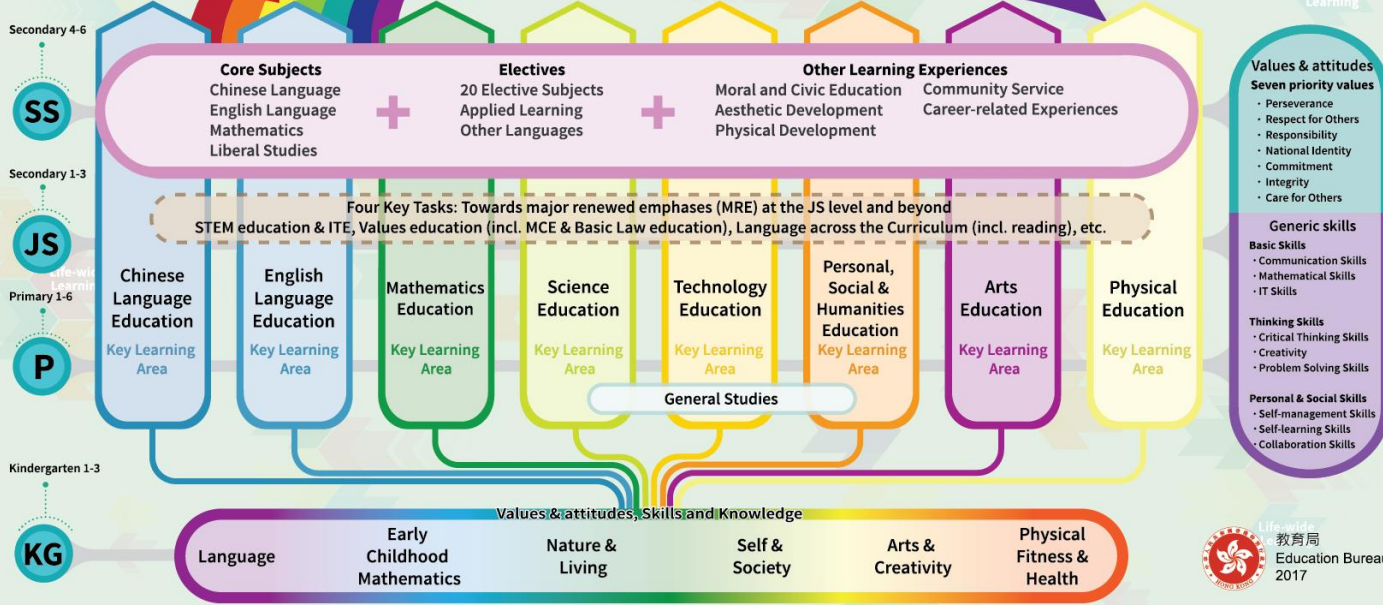 Learning
Secondary 4-6
SS
Core Subjects
Chinese Language
English Language
Mathematics
Liberal Studies
+
Electives
20 Elective Subjects
Applied Learning
Other Languages
+
Other Learning Experiences
Moral and Civic Education
Aesthetic Development
Physical Development
Community Service
Career-related Experiences
Secondary 1-3
JS
Four Key Tasks: Towards major renewed emphases (MRE) at the JS level and beyond
STEM education & ITE, Values education (incl. MCE & Basic Law education), Language across the Curriculum (incl. reading), etc.
Life-wide
Learning
Primary 1-6
P
Chinese
Language
Education
Key Learning
Area
English
Language
Education
Key Learning
Area
Mathematics
Education
Key Learning
Area
Science
Education
Key Learning
Area
Technology
Education
Key Learning
Area
Personal,
Social &
Humanities
Education
Key Learning
Area
Arts
Education
Key Learning
Area
Physical
Education
Key Learning
Area
General Studies
Kindergarten 1-3
KG
Values & attitudes, Skills and Knowledge
Language
Early
Childhood
Mathematics
Nature &
Living
Self &
Society
Arts &
Creativity
Physical
Fitness &
Health
Values & attitudes
Seven priority values
· Perseverance
· Respect for Others
· Responsibility
· National Identity
· Commitment
· Integrity
· Care for Others
Generic skills
Basic Skills
· Communication Skills
· Mathematical Skills
· IT Skills
Thinking Skills
· Critical Thinking Skills
· Creativity
· Problem Solving Skills
Personal & Social Skills
· Self-management Skills
· Self-learning Skills
· Collaboration Skills
Life-wide
教育局
Education Bureau
2017
HONG KONG